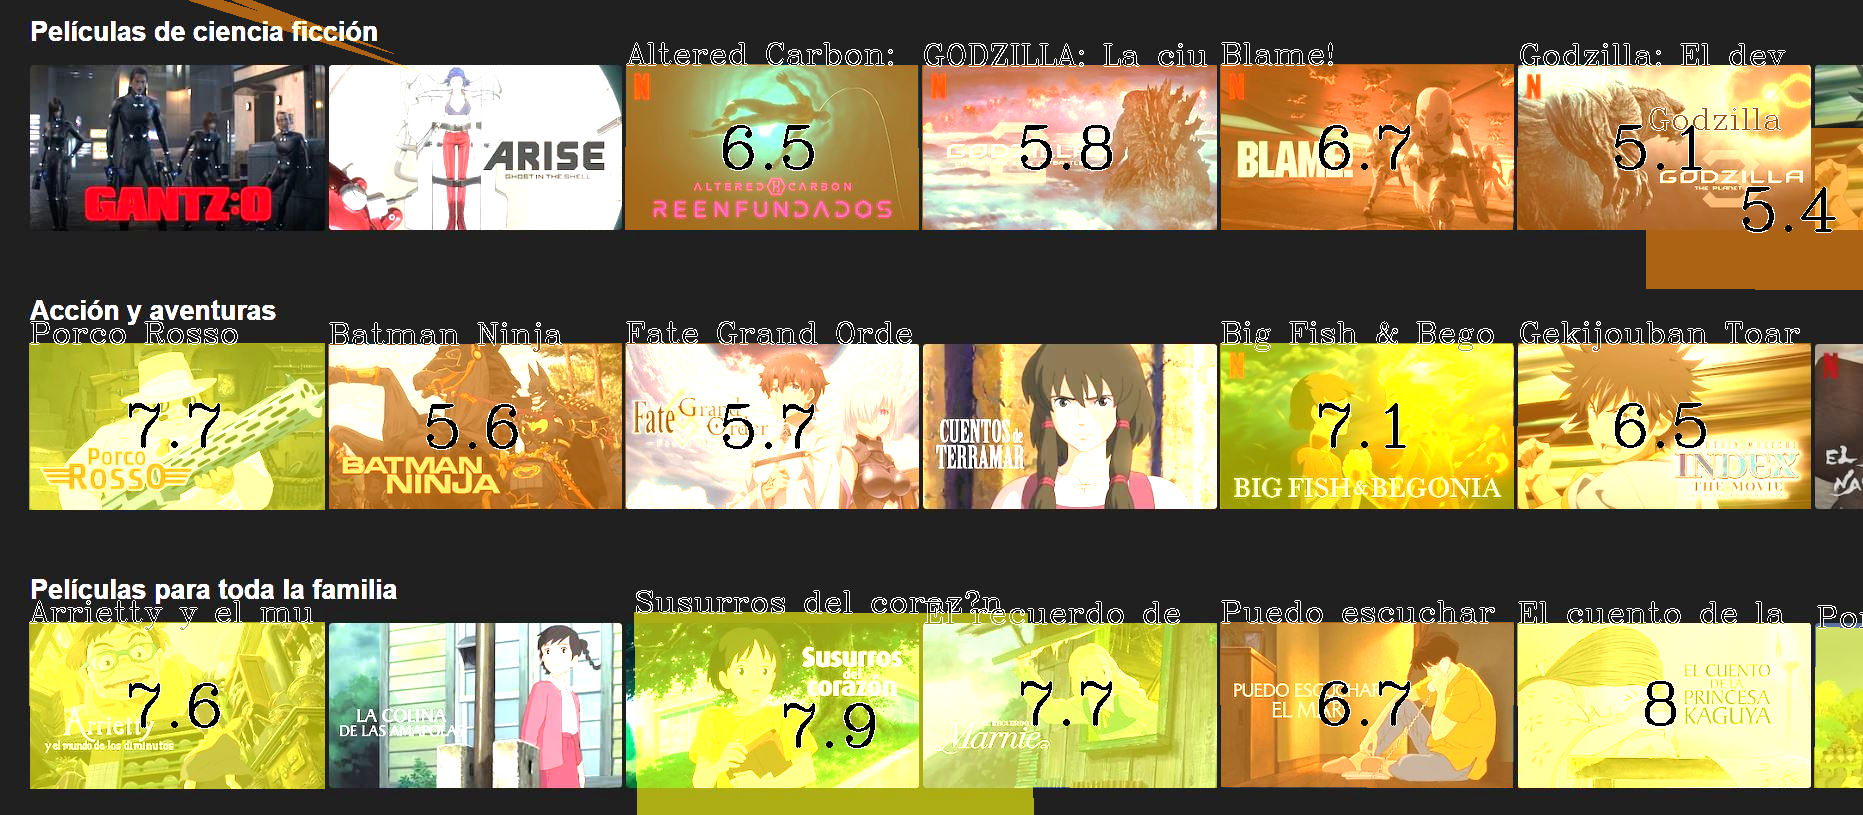 Películas de ciencia ficción
Altered Carbon: GODZILLA: La ciu Blame! Godzilla: El dev
GANTZ:O
ARISE
GHOST IN THE SHELL
N
6.5
ALTERED CARBON
REENFUNDADOS
N
5.8
GODZILLA
N
6.7
BLAME!
N
Godzilla
5.1
GODZILLA
THE PLANET
5.4
Acción y aventuras
Porco Rosso Batman Ninja Fate Grand Orde Big Fish & Bego Gekijouban Toar
7.7
PORCO
ROSSO
5.6
BATMAN
NINJA
Fate Grand Order
5.7
CUENTOS de
TERRAMAR
N
7.1
BIG FISH & BEGONIA
6.5
INDEX
THE MOVIE
N
EL
NA
Películas para toda la familia
Arrietty y el mu Susurros del coraz?n El recuerdo de Puedo escuchar El cuento de la Po
7.6
Arrietty
y el mundo de los diminutos
LA COLINA
DE LAS AMAPOLAS
Susurros
del
corazón
7.9
7.7
EL RECUERDO DE
Marnie
PUEDO ESCUCHAR
EL MAR
6.7
8
EL CUENTO
DE LA
PRINCESA
KAGUYA